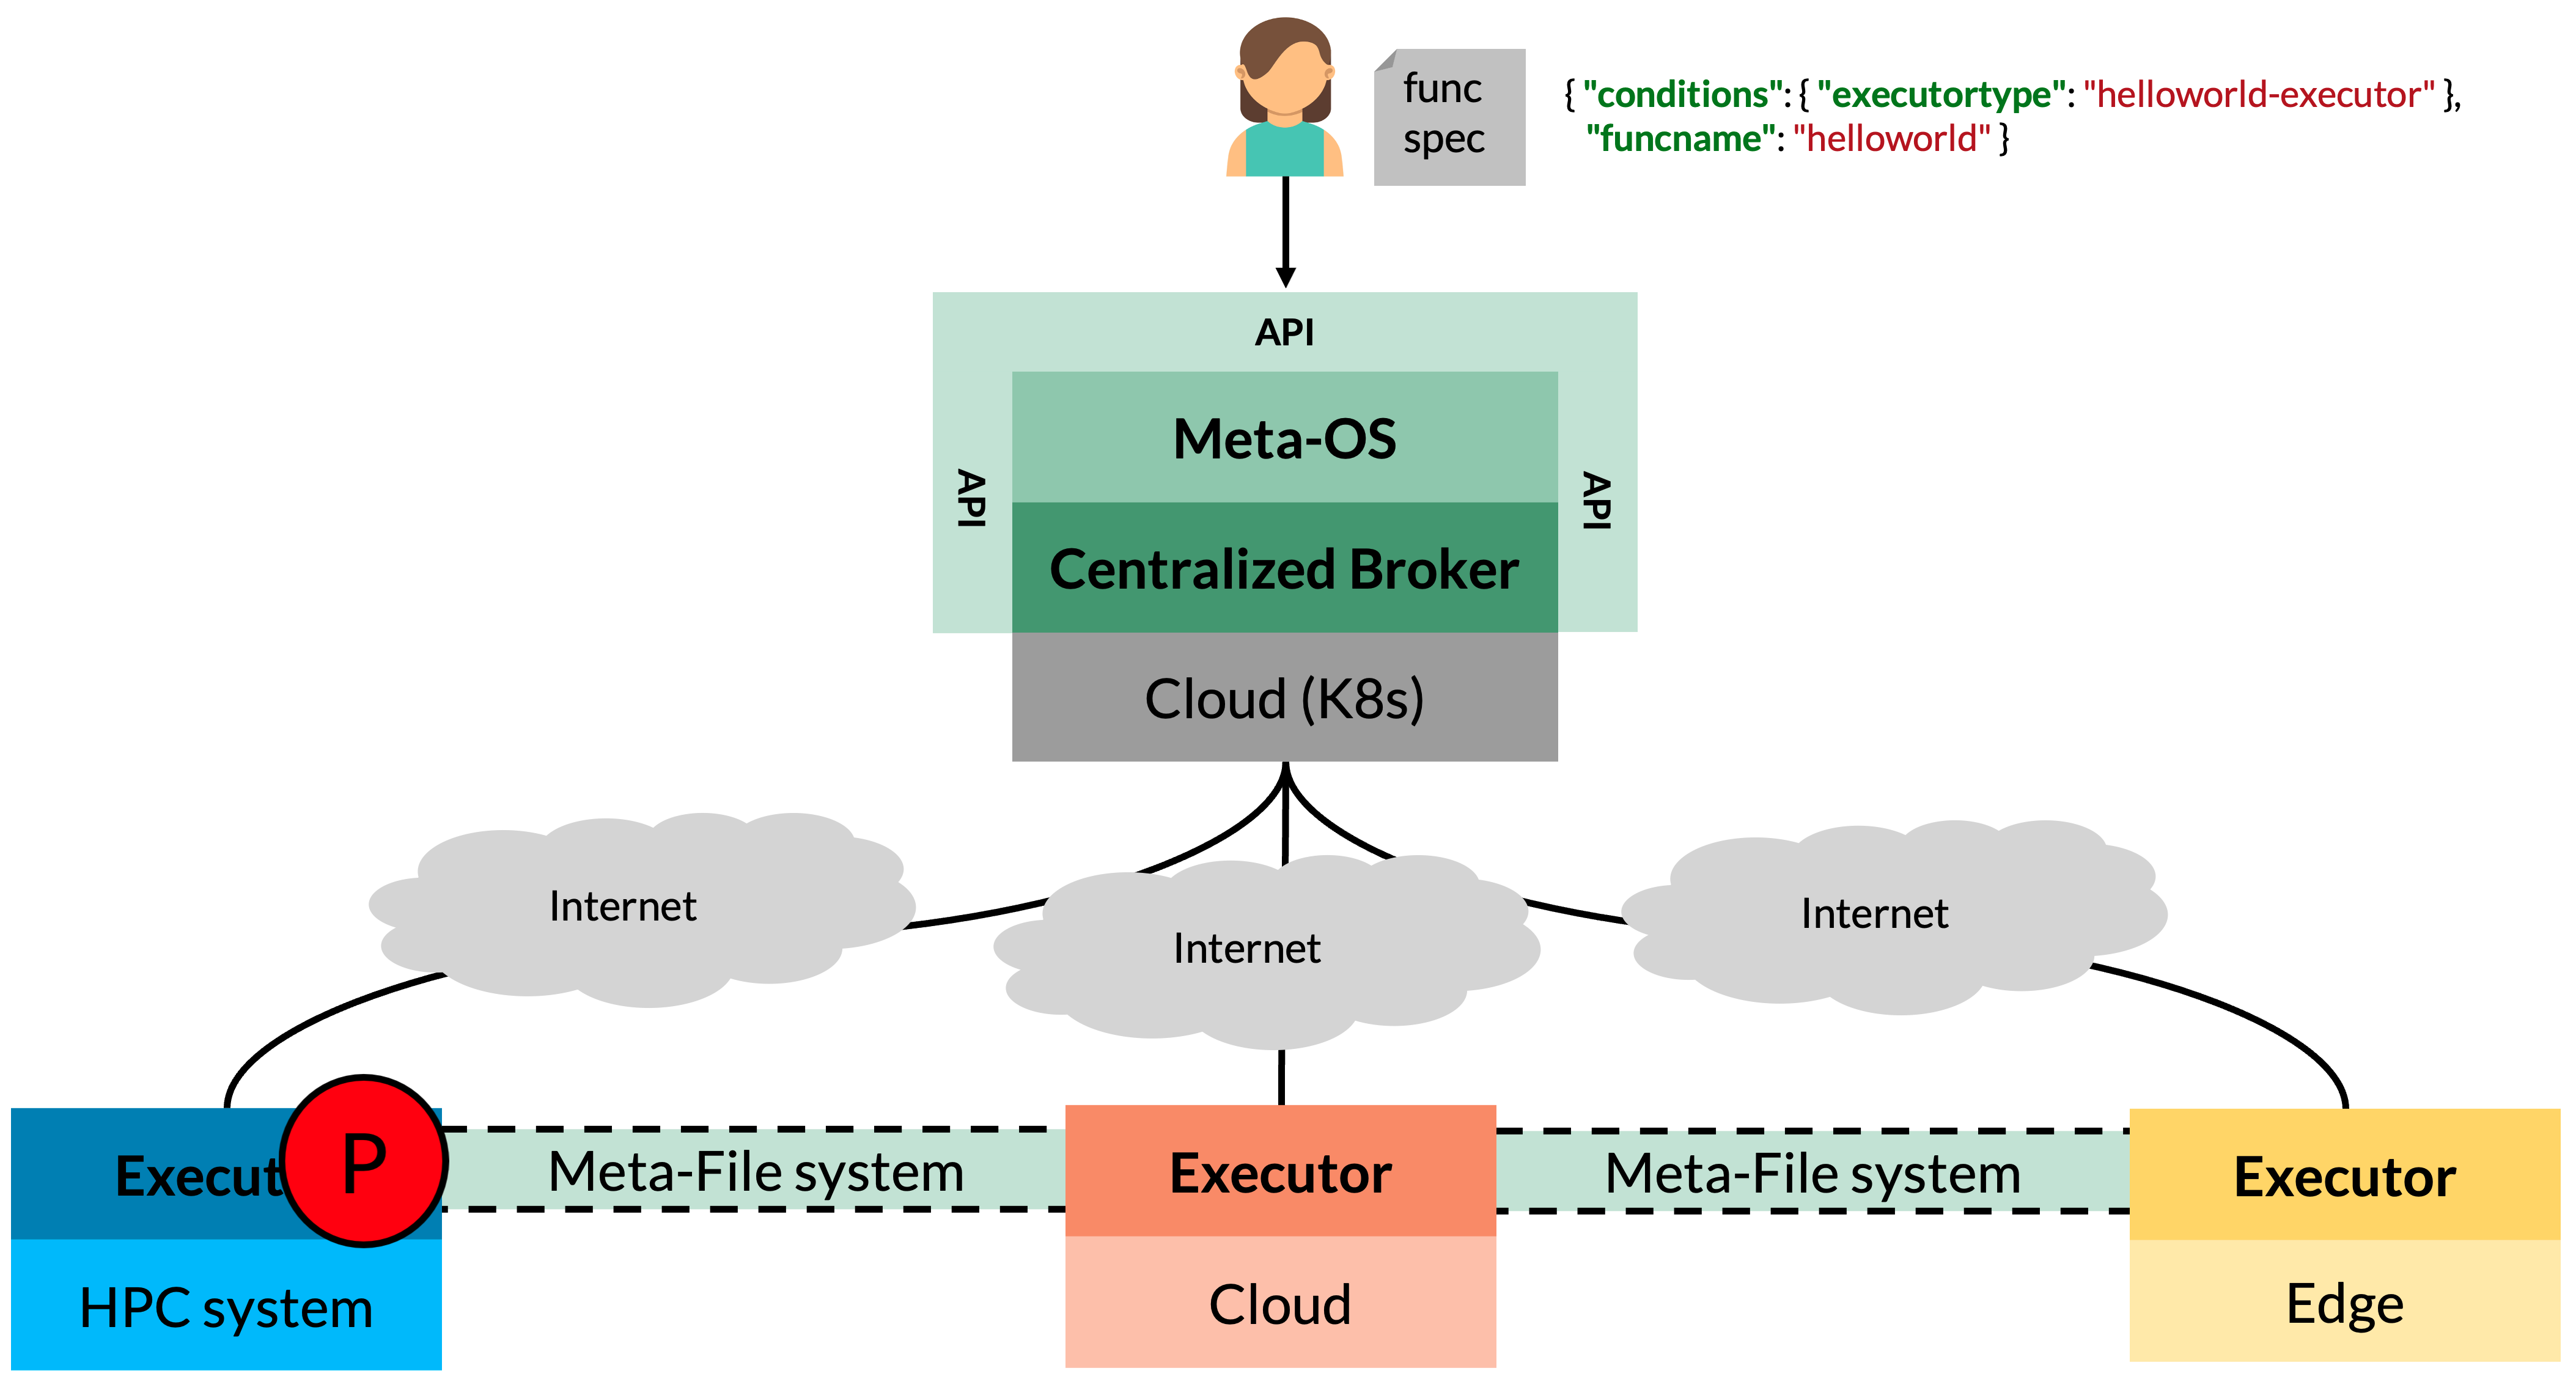 func
spec
{ "conditions": { "executortype": "helloworld-executor" },
"funcname": "helloworld" }
API
Meta-OS
API
API
Centralized Broker
Cloud (K8s)
Internet
Internet
Internet
Execut
P
Meta-File system
Executor
Meta-File system
Executor
HPC system
Cloud
Edge